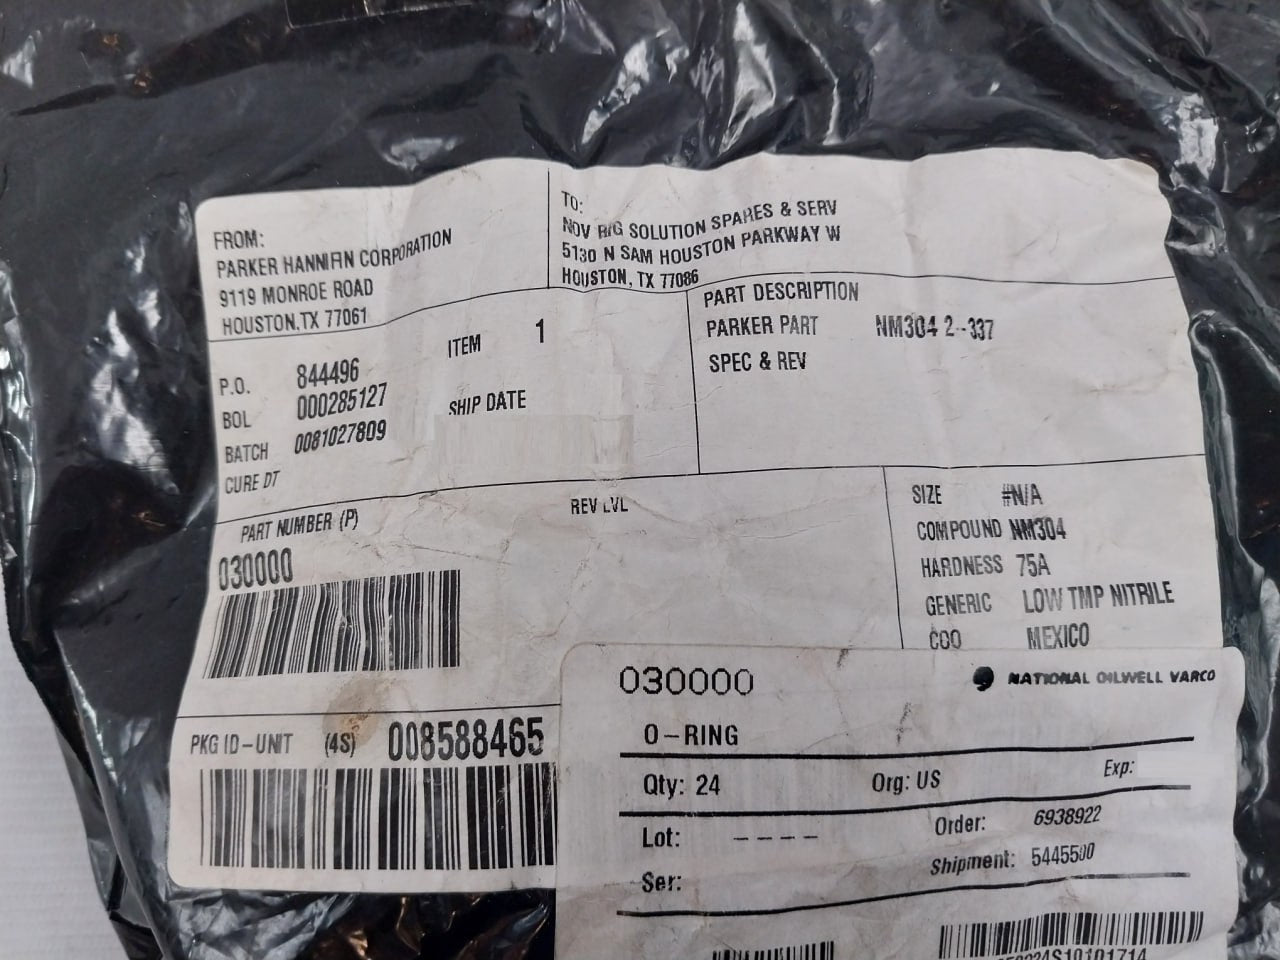 FROM:
PARKER HANNIFIN CORPORATION
9119 MONROE ROAD
HOUSTON.TX 77061
TO:
NOV RIG SOLUTION SPARES & SERV
5130 N SAM HOUSTON PARKWAY W
HOUSTON, TX 77086
P.O. 844496
ITEM 1
BOL 000285127
SHIP DATE
BATCH 0081027809
CURE DT
PART DESCRIPTION
PARKER PART NM304 2-337
SPEC & REV
PART NUMBER (P)
REV LVL
030000
SIZE #N/A
COMPOUND NM304
HARDNESS 75A
GENERIC LOW TMP NITRILE
COO MEXICO
PKG ID-UNIT (4S) 008588465
030000
NATIONAL OILWELL VARCO
O-RING
Qty: 24 Org: US Exp:
Lot: ---- Order: 6938922
Shipment: 5445500
Ser: